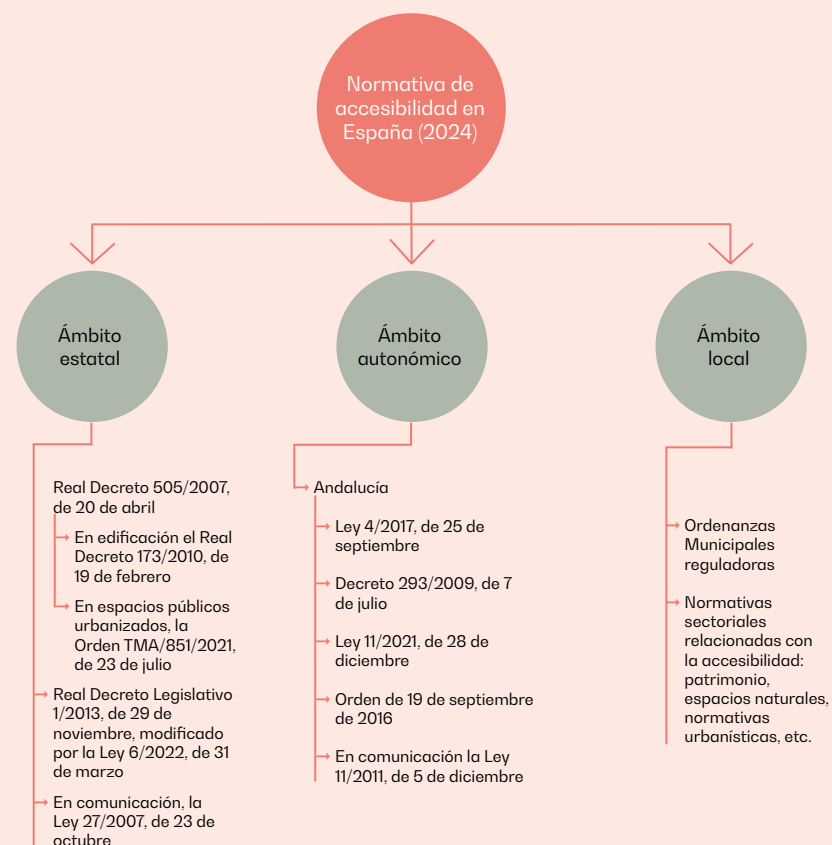 Normativa de
accesibilidad en
España (2024)
Ámbito
estatal
Real Decreto 505/2007,
de 20 de abril
En edificación el Real
Decreto 173/2010, de
19 de febrero
En espacios públicos
urbanizados, la
Orden TMA/851/2021,
de 23 de julio
Real Decreto Legislativo
1/2013, de 29 de
noviembre, modificado
por la Ley 6/2022, de 31
de marzo
En comunicación, la
Ley 27/2007, de 23 de
octubre
Ámbito
autonómico
Andalucía
Ley 4/2017, de 25 de
septiembre
Decreto 293/2009, de 7
de julio
Ley 11/2021, de 28 de
diciembre
Orden de 19 de septiembre
de 2016
En comunicación la Ley
11/2011, de 5 de diciembre
Ámbito
local
Ordenanzas
Municipales
reguladoras
Normativas
sectoriales
relacionadas con
la accesibilidad:
patrimonio,
espacios naturales,
normativas
urbanísticas, etc.